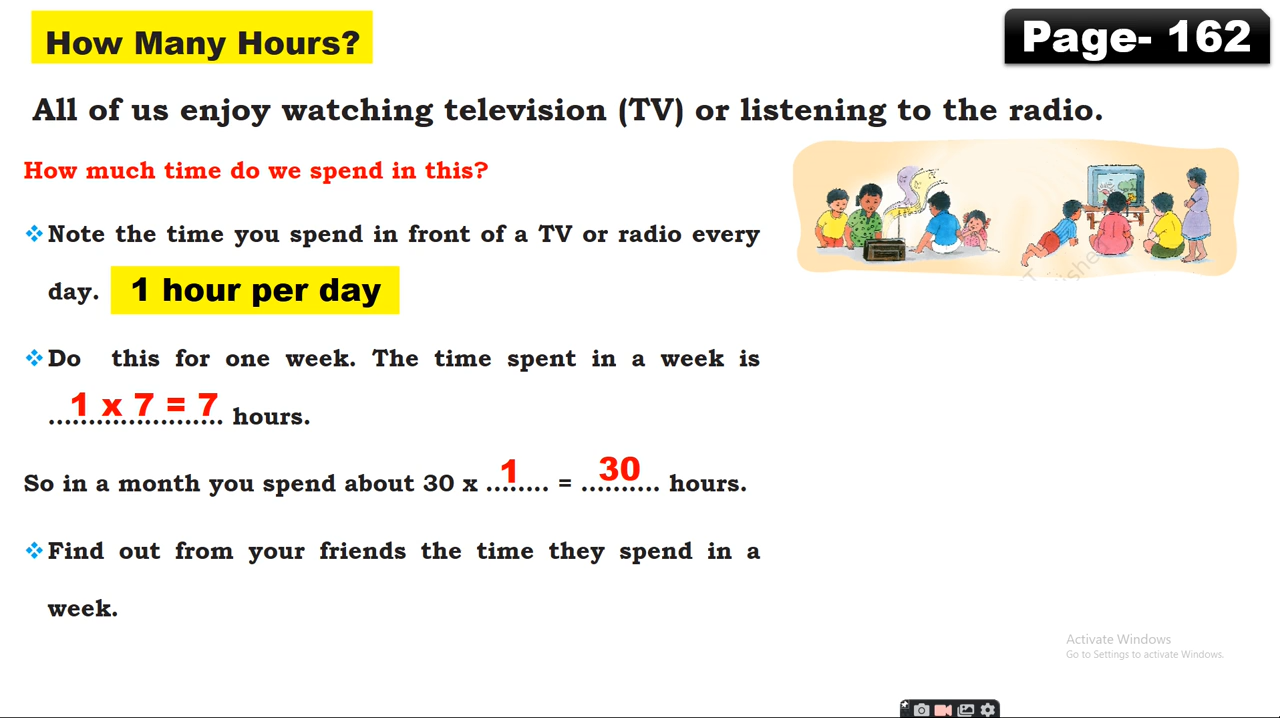 How Many Hours?
Page- 162
All of us enjoy watching television (TV) or listening to the radio.
How much time do we spend in this?
❖ Note the time you spend in front of a TV or radio every
day. 1 hour per day
❖ Do this for one week. The time spent in a week is
1 x 7 = 7
...................... hours.
So in a month you spend about 30 x ...1..... = ....30...... hours.
❖ Find out from your friends the time they spend in a
week.
Activate Windows
Go to Settings to activate Windows.